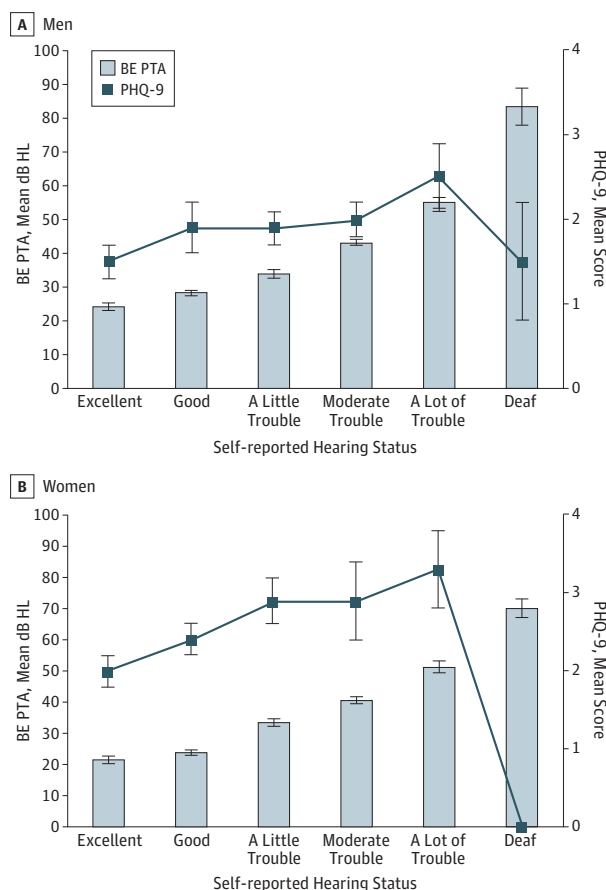 A Men
100
90
80
70
60
50
40
30
20
10
0
BE PTA, Mean dB HL
BE PTA
PHQ-9
4
3
2
1
0
PHQ-9, Mean Score
Excellent
Good
A Little
Trouble
Moderate
Trouble
A Lot of
Trouble
Deaf
Self-reported Hearing Status
B Women
100
90
80
70
60
50
40
30
20
10
0
BE PTA, Mean dB HL
4
3
2
1
0
PHQ-9, Mean Score
Excellent
Good
A Little
Trouble
Moderate
Trouble
A Lot of
Trouble
Deaf
Self-reported Hearing Status